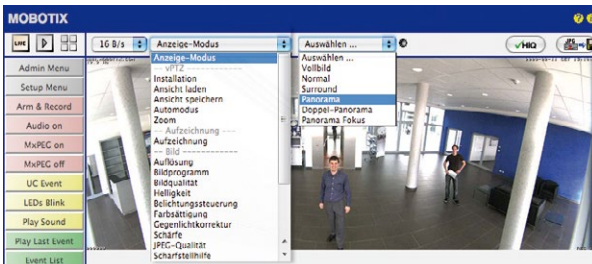 MOBOTIX
LIVE
16 B/s
Anzeige-Modus
Auswählen ...
HIQ
JPG
Admin Menu
Setup Menu
Arm & Record
Audio on
MxPEG on
MxPEG off
UC Event
LEDs Blink
Play Sound
Play Last Event
Event List
Anzeige-Modus
-- vPTZ ---------------
Installation
Ansicht laden
Ansicht speichern
Automodus
Zoom
-- Aufzeichnung ---
Aufzeichnung
-- Bild -----------
Auflösung
Bildprogramm
Bildqualität
Helligkeit
Belichtungssteuerung
Farbsättigung
Gegenlichtkorrektur
Schärfe
JPEG-Qualität
Scharfstellhilfe
Auswählen ...
Vollbild
Normal
Surround
Panorama
Doppel-Panorama
Panorama Fokus